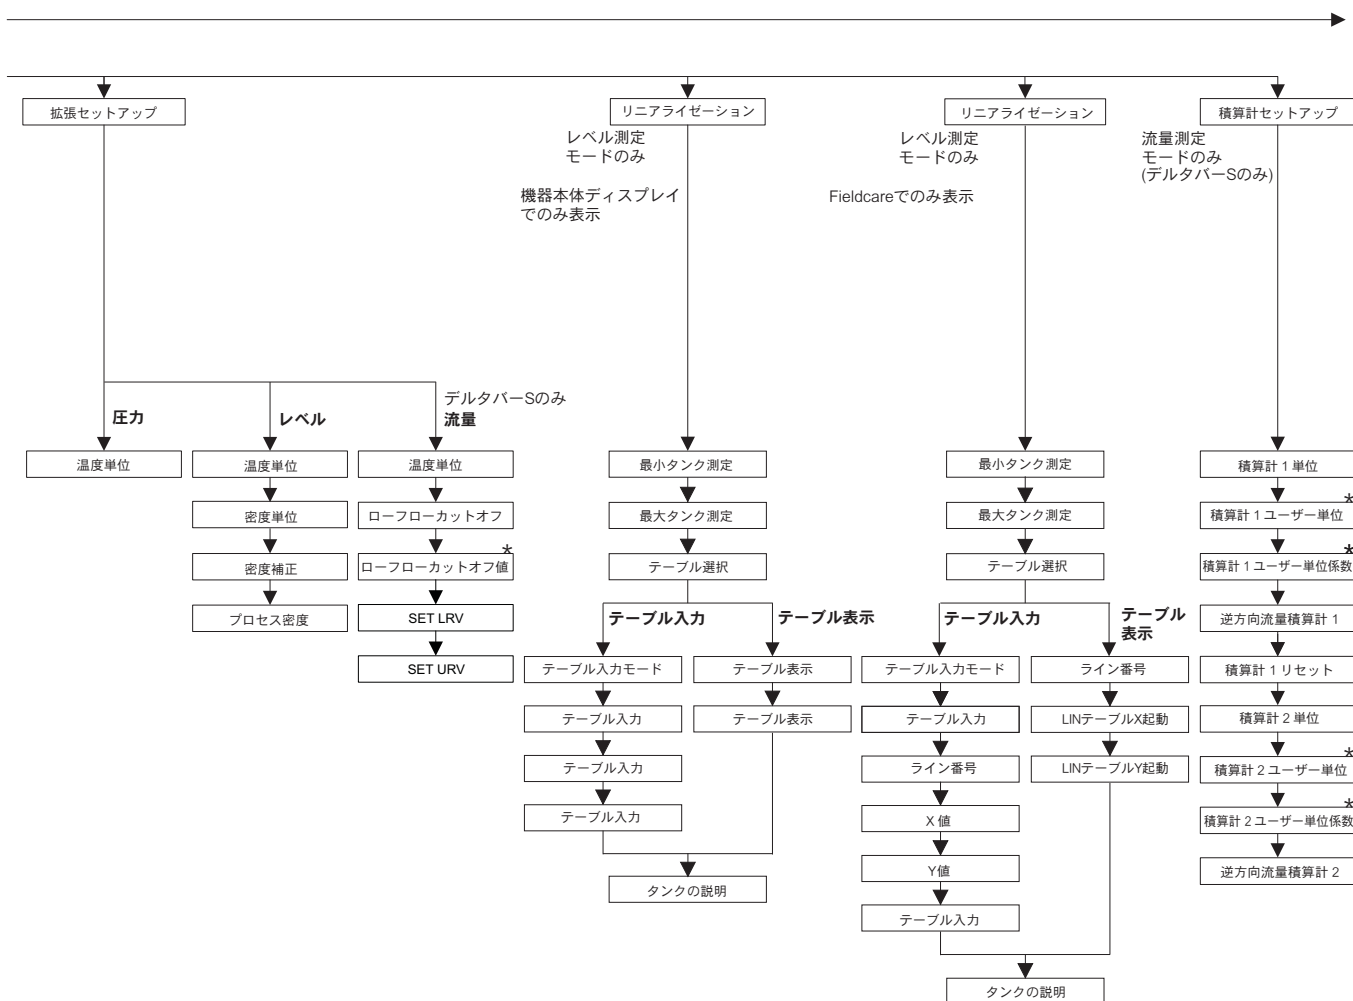 拡張セットアップ
リニアライゼーション
レベル測定
モードのみ
機器本体ディスプレイ
でのみ表示
リニアライゼーション
レベル測定
モードのみ
Fieldcareでのみ表示
積算計セットアップ
流量測定
モードのみ
(デルタバーSのみ)
圧力
温度単位
レベル
温度単位
密度単位
密度補正
プロセス密度
デルタバーSのみ
流量
温度単位
ローフローカットオフ
*
ローフローカットオフ値
SET LRV
SET URV
最小タンク測定
最大タンク測定
テーブル選択
テーブル入力
テーブル入力モード
テーブル入力
テーブル入力
テーブル入力
テーブル表示
テーブル表示
テーブル表示
タンクの説明
最小タンク測定
最大タンク測定
テーブル選択
テーブル入力
テーブル入力モード
テーブル入力
ライン番号
X 値
Y値
テーブル入力
テーブル
表示
ライン番号
LINテーブルX起動
LINテーブルY起動
タンクの説明
積算計 1 単位
*
積算計 1 ユーザー単位
*
積算計 1 ユーザー単位係数
逆方向流量積算計 1
積算計 1 リセット
積算計 2 単位
*
積算計 2 ユーザー単位
*
積算計 2 ユーザー単位係数
逆方向流量積算計 2